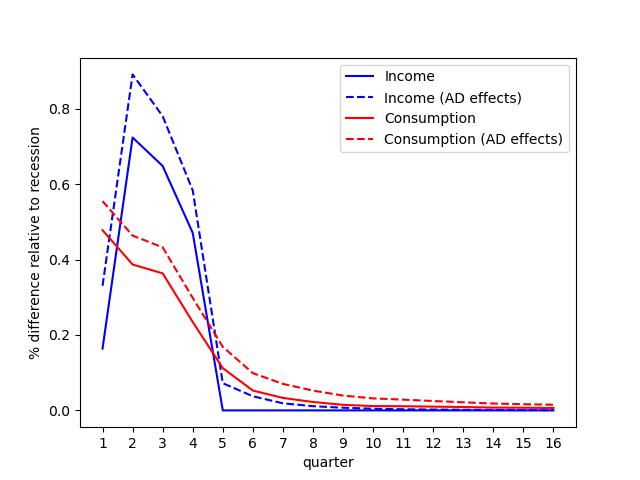 Income
Income (AD effects)
Consumption
Consumption (AD effects)
% difference relative to recession
0.8
0.6
0.4
0.2
0.0
1 2 3 4 5 6 7 8 9 10 11 12 13 14 15 16
quarter